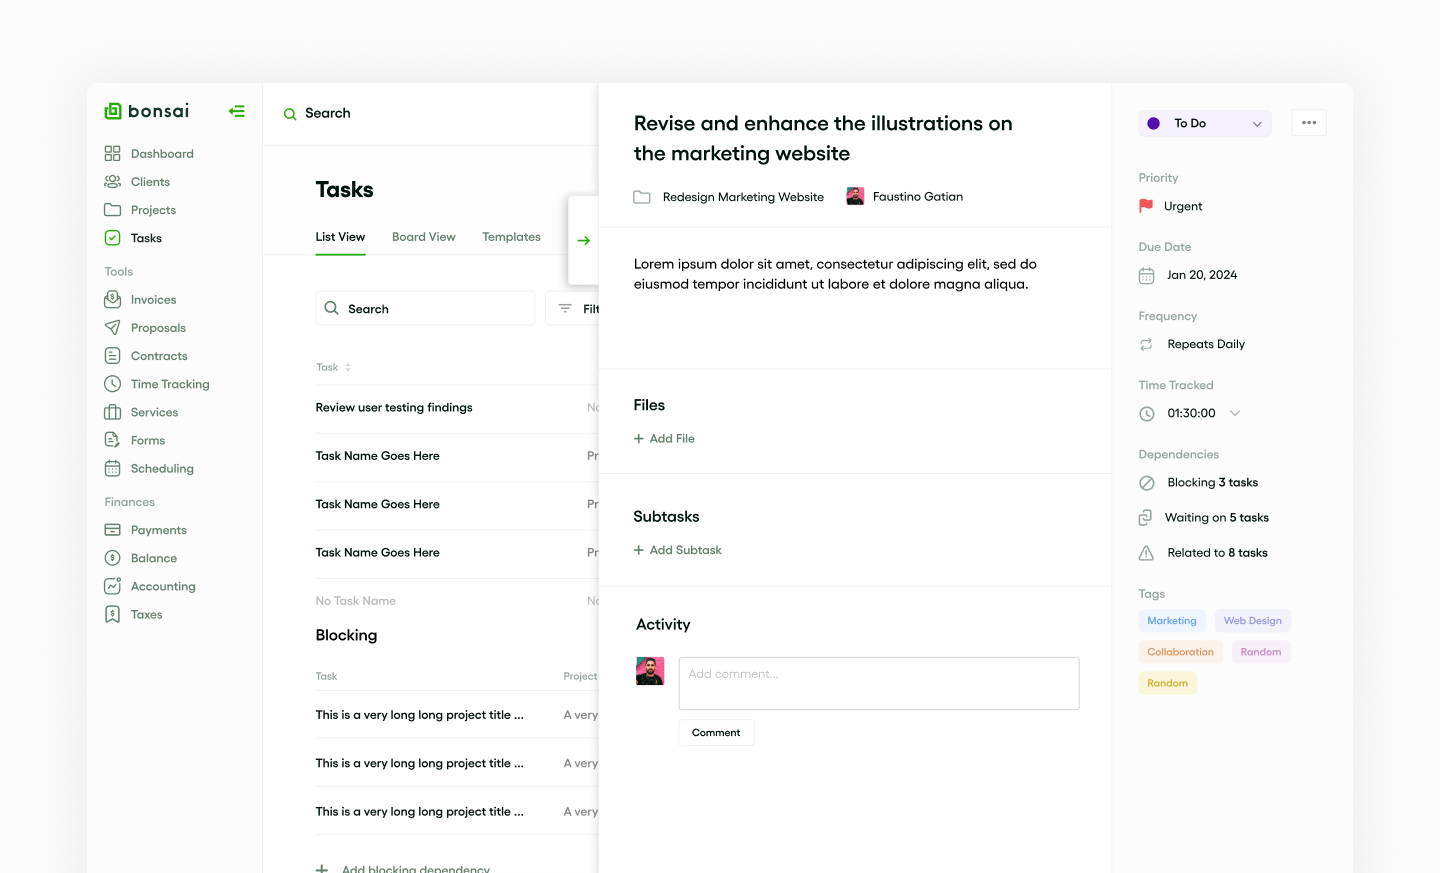 bonsai
Dashboard
Clients
Projects
Tasks
Tools
Invoices
Proposals
Contracts
Time Tracking
Services
Forms
Scheduling
Finances
Payments
Balance
Accounting
Taxes
Search
Tasks
List View
Board View
Templates
Search
Filt
Task
Review user testing findings
No
Task Name Goes Here
Pr
Task Name Goes Here
Pr
Task Name Goes Here
Pr
No Task Name
No
Blocking
Task
Project
This is a very long long project title ...
A very
This is a very long long project title ...
A very
This is a very long long project title ...
A very
Add blocking dependency
Revise and enhance the illustrations on
the marketing website
Redesign Marketing Website
Faustino Gatian
Lorem ipsum dolor sit amet, consectetur adipiscing elit, sed do
eiusmod tempor incididunt ut labore et dolore magna aliqua.
Files
+ Add File
Subtasks
+ Add Subtask
Activity
Add comment...
Comment
To Do
Priority
Urgent
Due Date
Jan 20, 2024
Frequency
Repeats Daily
Time Tracked
01:30:00
Dependencies
Blocking 3 tasks
Waiting on 5 tasks
Related to 8 tasks
Tags
Marketing
Web Design
Collaboration
Random
Random